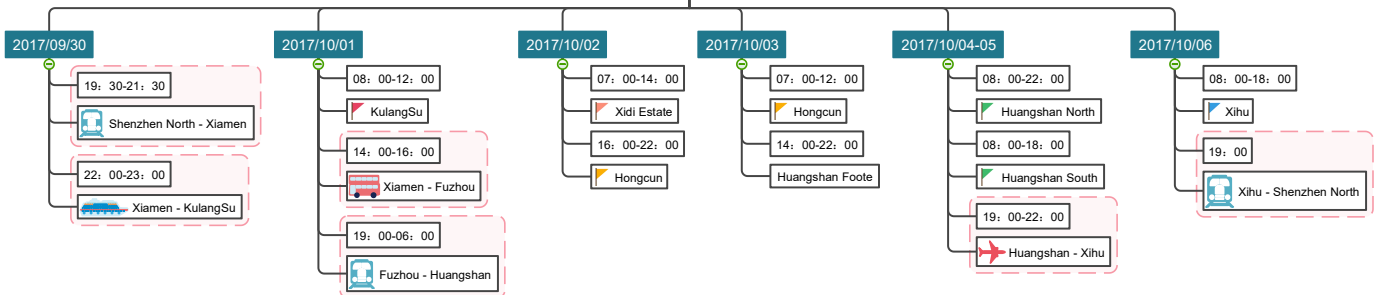 2017/09/30
19：30-21：30
Shenzhen North - Xiamen
22：00-23：00
Xiamen - KulangSu
2017/10/01
08：00-12：00
KulangSu
14：00-16：00
Xiamen - Fuzhou
19：00-06：00
Fuzhou - Huangshan
2017/10/02
07：00-14：00
Xidi Estate
16：00-22：00
Hongcun
2017/10/03
07：00-12：00
Hongcun
14：00-22：00
Huangshan Foote
2017/10/04-05
08：00-22：00
Huangshan North
08：00-18：00
Huangshan South
19：00-22：00
Huangshan - Xihu
2017/10/06
08：00-18：00
Xihu
19：00
Xihu - Shenzhen North